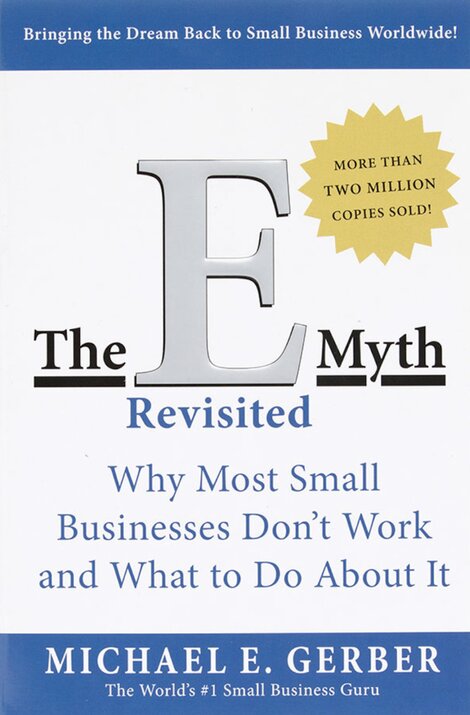 Bringing the Dream Back to Small Business Worldwide!
MORE THAN
TWO MILLION
COPIES SOLD!
The E Myth
Revisited
Why Most Small
Businesses Don't Work
and What to Do About It
MICHAEL E. GERBER
The World's #1 Small Business Guru